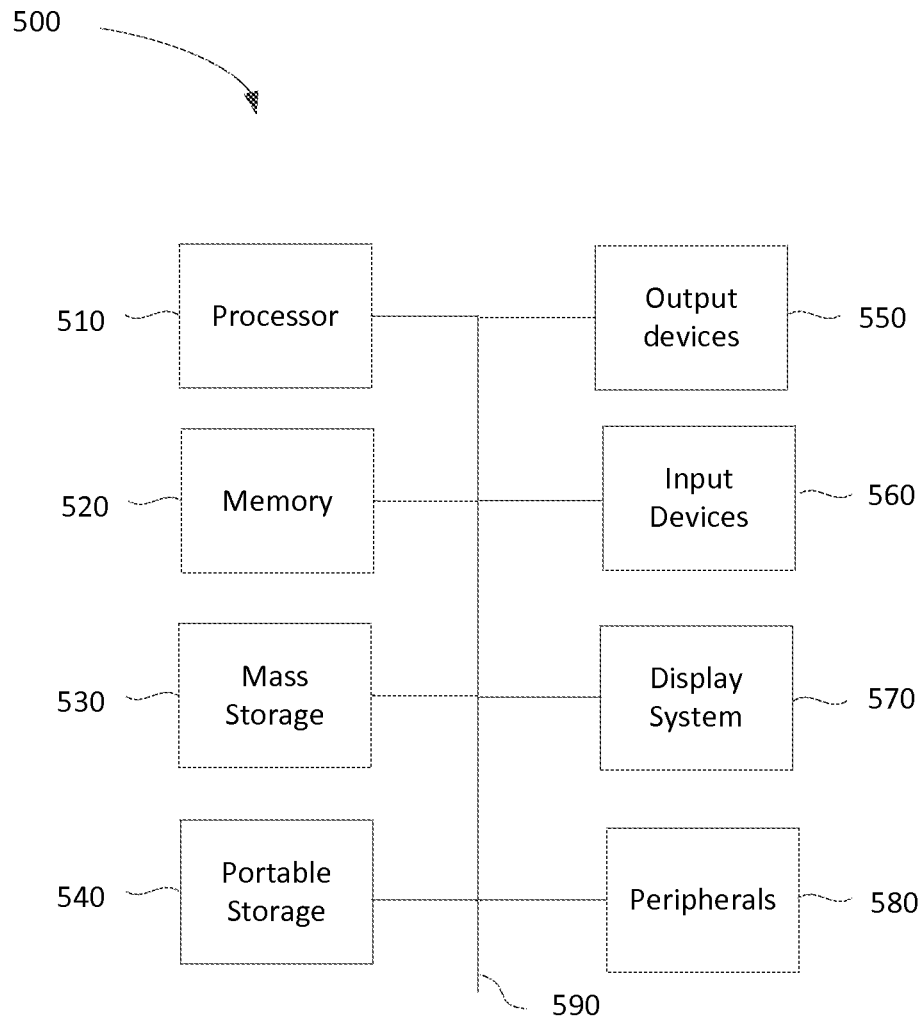 500
510
Processor
Output
devices
550
520
Memory
Input
Devices
560
530
Mass
Storage
Display
System
570
540
Portable
Storage
Peripherals
580
590